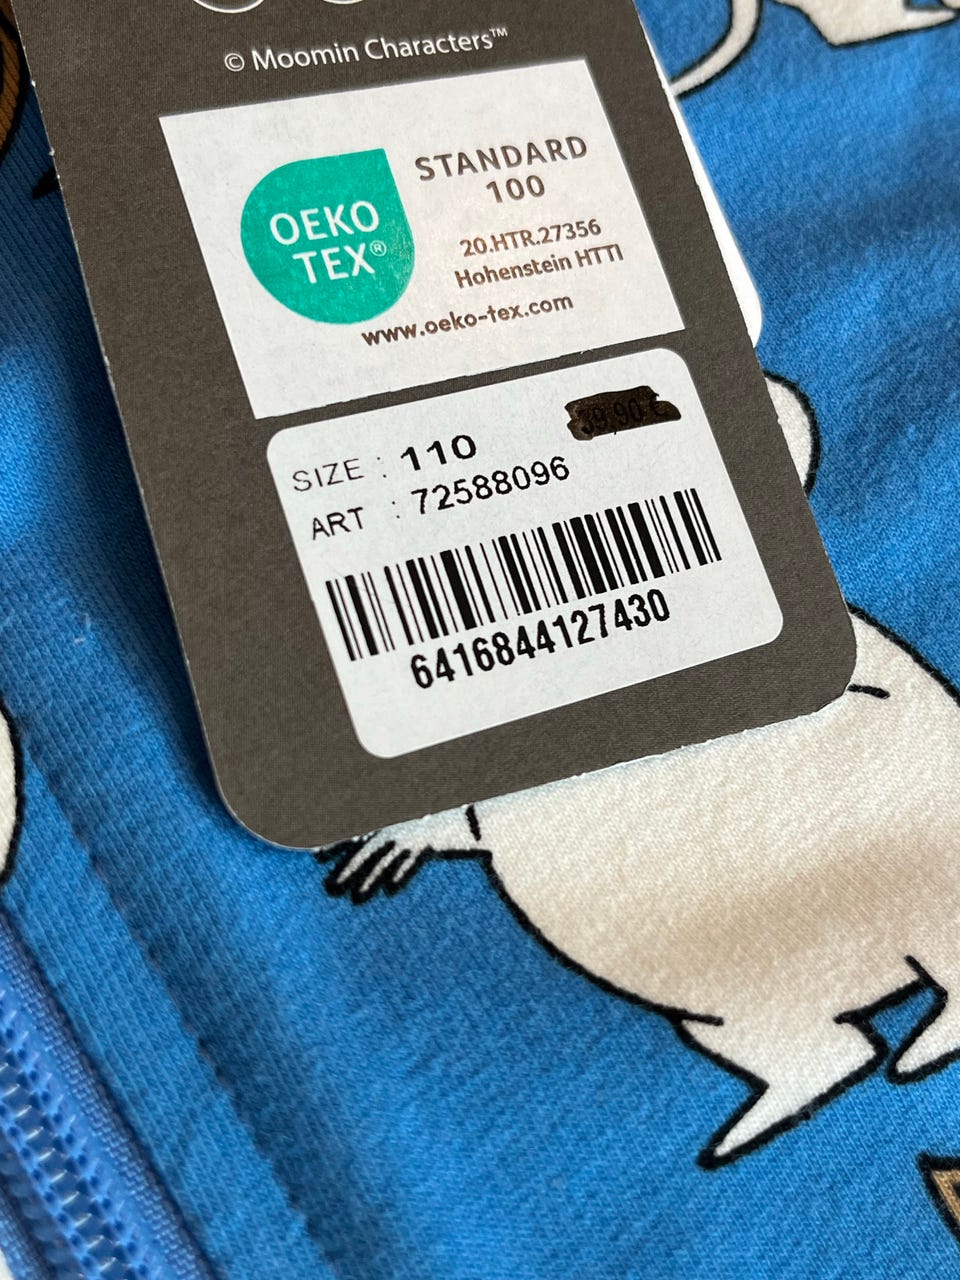 © Moomin Characters™
OEKO
TEX®
STANDARD
100
20.HTR.27356
Hohenstein HTTI
www.oeko-tex.com
39,90 €
SIZE : 110
ART : 72588096
6416844127430